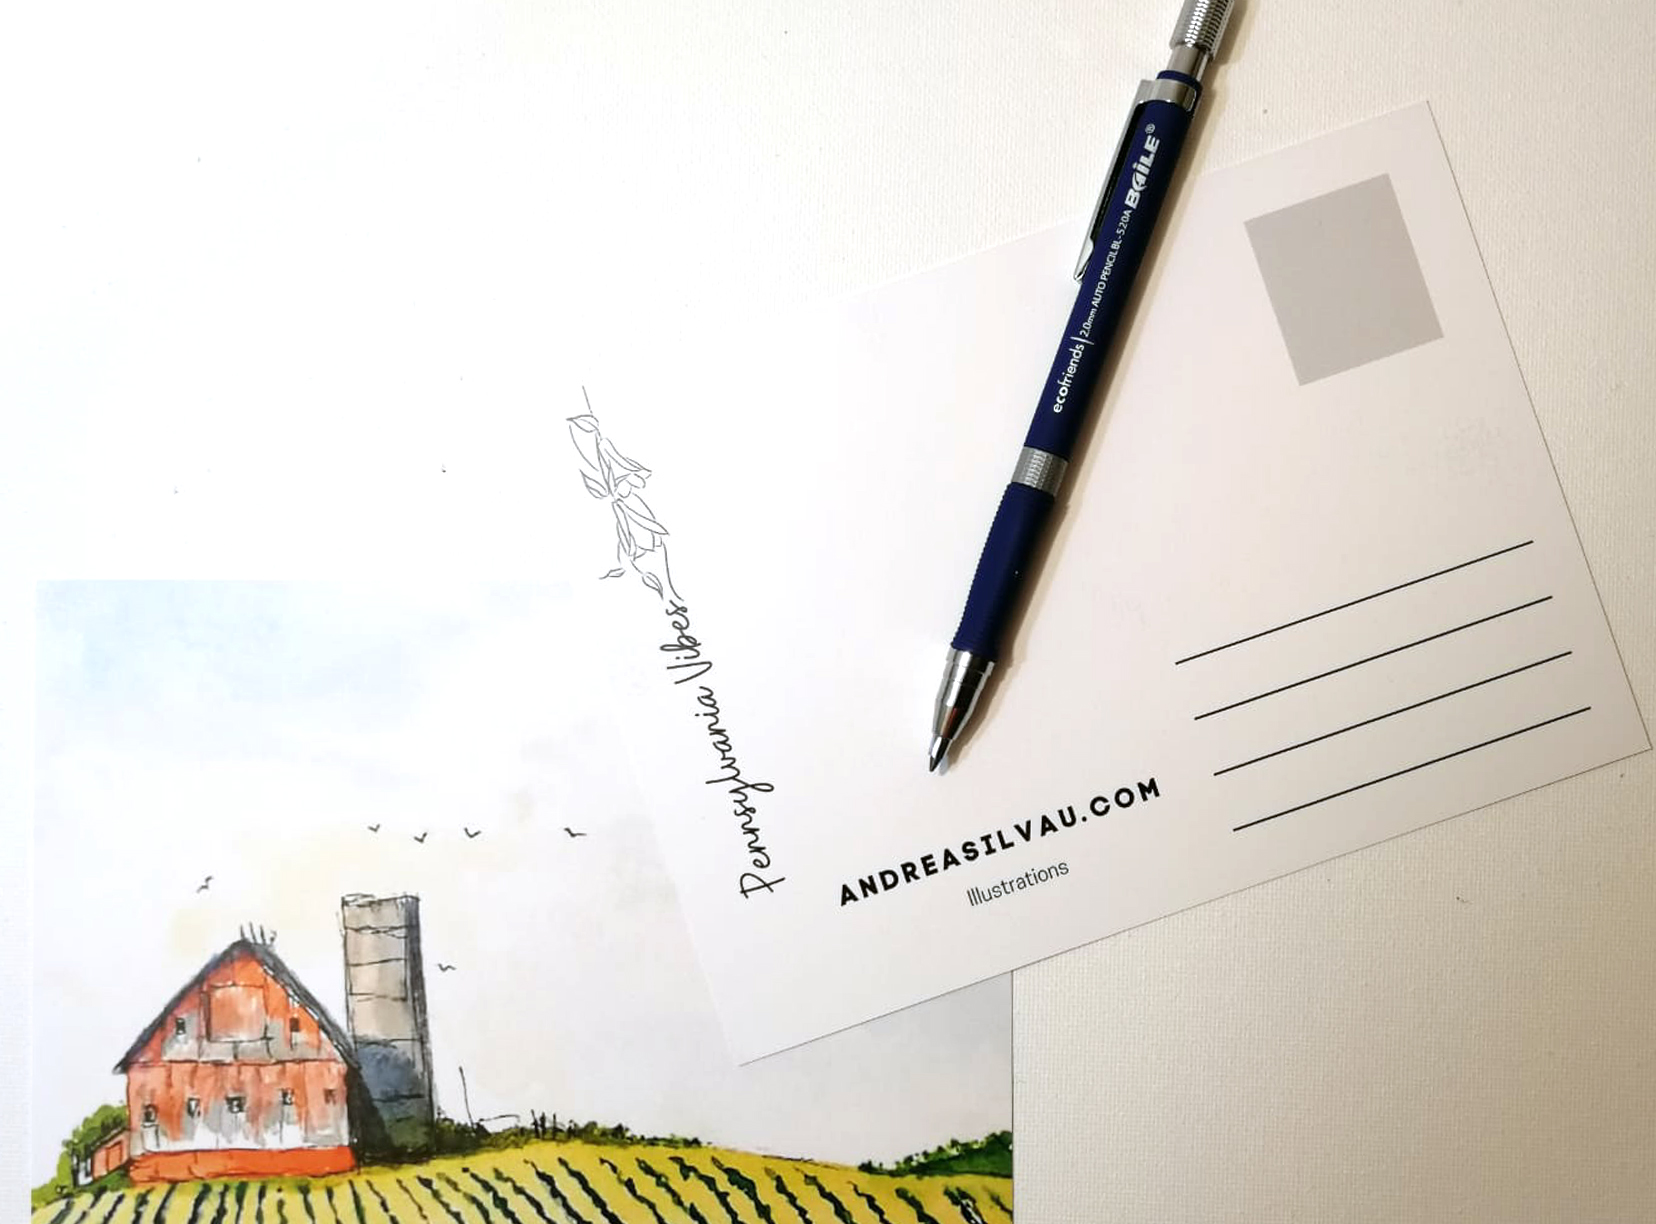 BAILE®
ecofriends | 2.0mm AUTO PENCIL BL-520A
Pennsylvania Vibes
ANDREASILVAU.COM
Illustrations